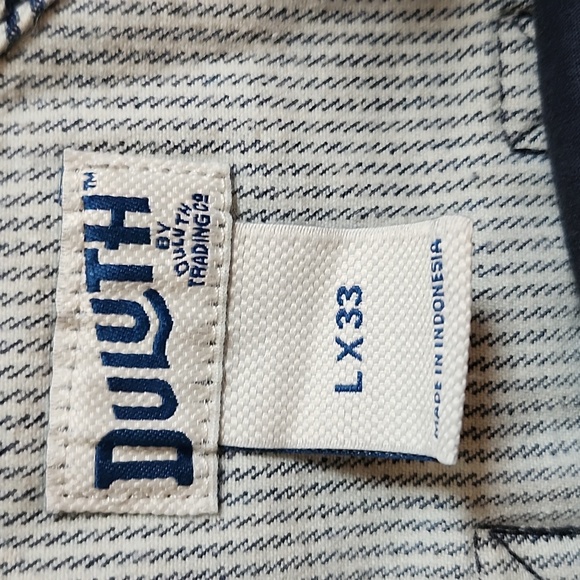 DULUTH™
BY
DULUTH
TRADING Co
L X 33
MADE IN INDONESIA